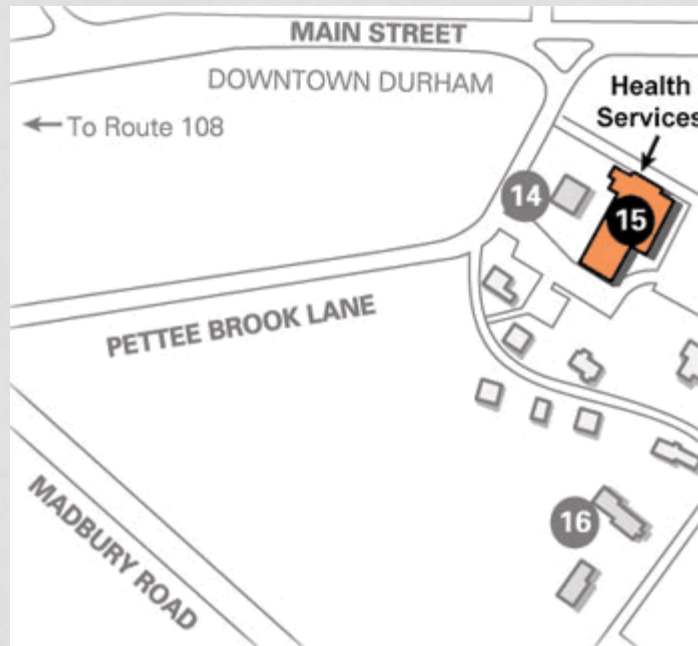 MAIN STREET
DOWNTOWN DURHAM
To Route 108
Health
Services
14
15
PETTEE BROOK LANE
MADBURY ROAD
16